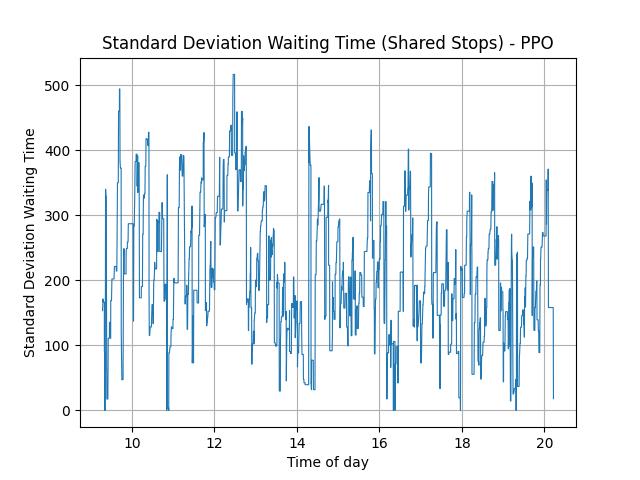 Standard Deviation Waiting Time (Shared Stops) - PPO
Standard Deviation Waiting Time
500
400
300
200
100
0
10 12 14 16 18 20
Time of day